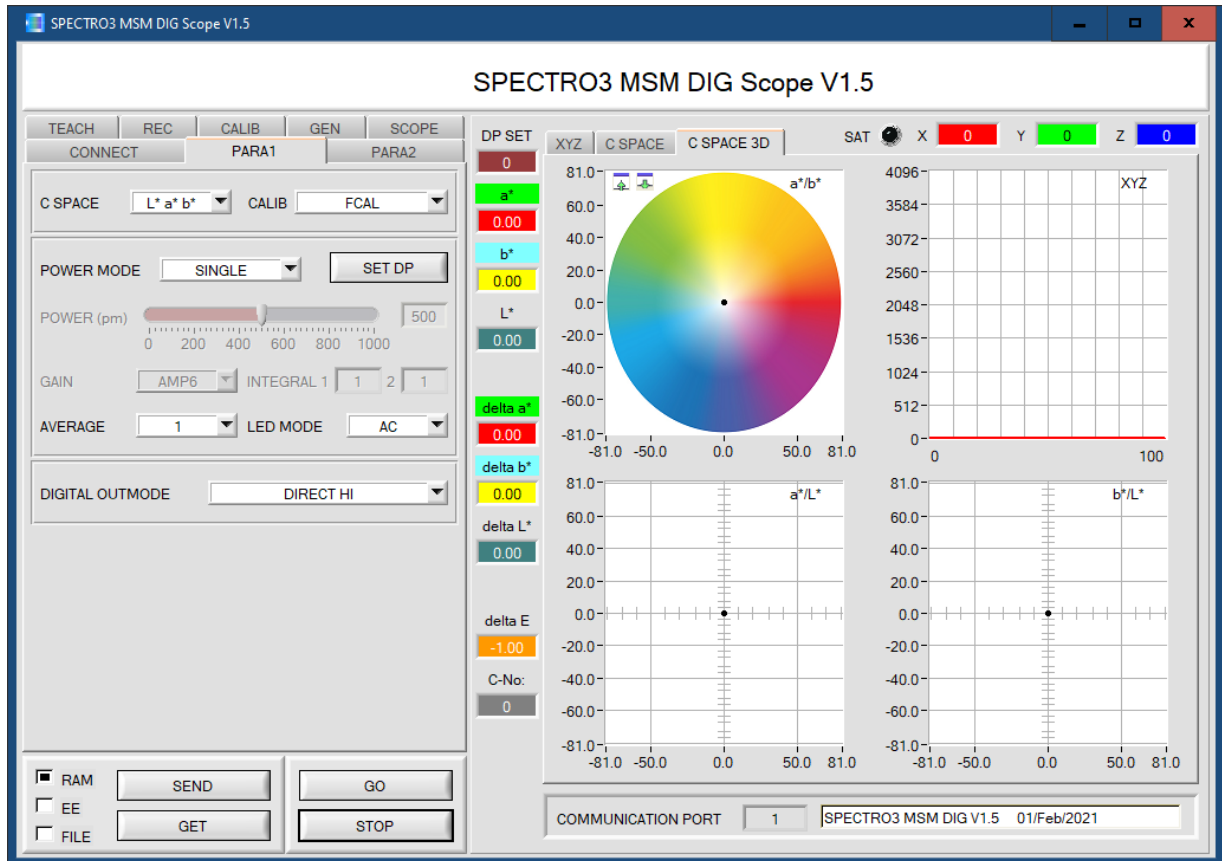 SPECTRO3 MSM DIG Scope V1.5
SPECTRO3 MSM DIG Scope V1.5
TEACH REC CALIB GEN SCOPE
CONNECT PARA1 PARA2
C SPACE L* a* b* CALIB FCAL
POWER MODE SINGLE SET DP
POWER (pm) 500
0 200 400 600 800 1000
GAIN AMP6 INTEGRAL 1 1 2 1
AVERAGE 1 LED MODE AC
DIGITAL OUTMODE DIRECT HI
RAM
EE
FILE
SEND
GET
GO
STOP
DP SET
0
a*
0.00
b*
0.00
L*
0.00
delta a*
0.00
delta b*
0.00
delta L*
0.00
delta E
-1.00
C-No:
0
XYZ C SPACE C SPACE 3D
SAT X 0 Y 0 Z 0
a*/b*
81.0
60.0
40.0
20.0
0.0
-20.0
-40.0
-60.0
-81.0
-81.0 -50.0 0.0 50.0 81.0
XYZ
4096
3584
3072
2560
2048
1536
1024
512
0
0 100
a*/L*
81.0
60.0
40.0
20.0
0.0
-20.0
-40.0
-60.0
-81.0
-81.0 -50.0 0.0 50.0 81.0
b*/L*
81.0
60.0
40.0
20.0
0.0
-20.0
-40.0
-60.0
-81.0
-81.0 -50.0 0.0 50.0 81.0
COMMUNICATION PORT 1 SPECTRO3 MSM DIG V1.5 01/Feb/2021